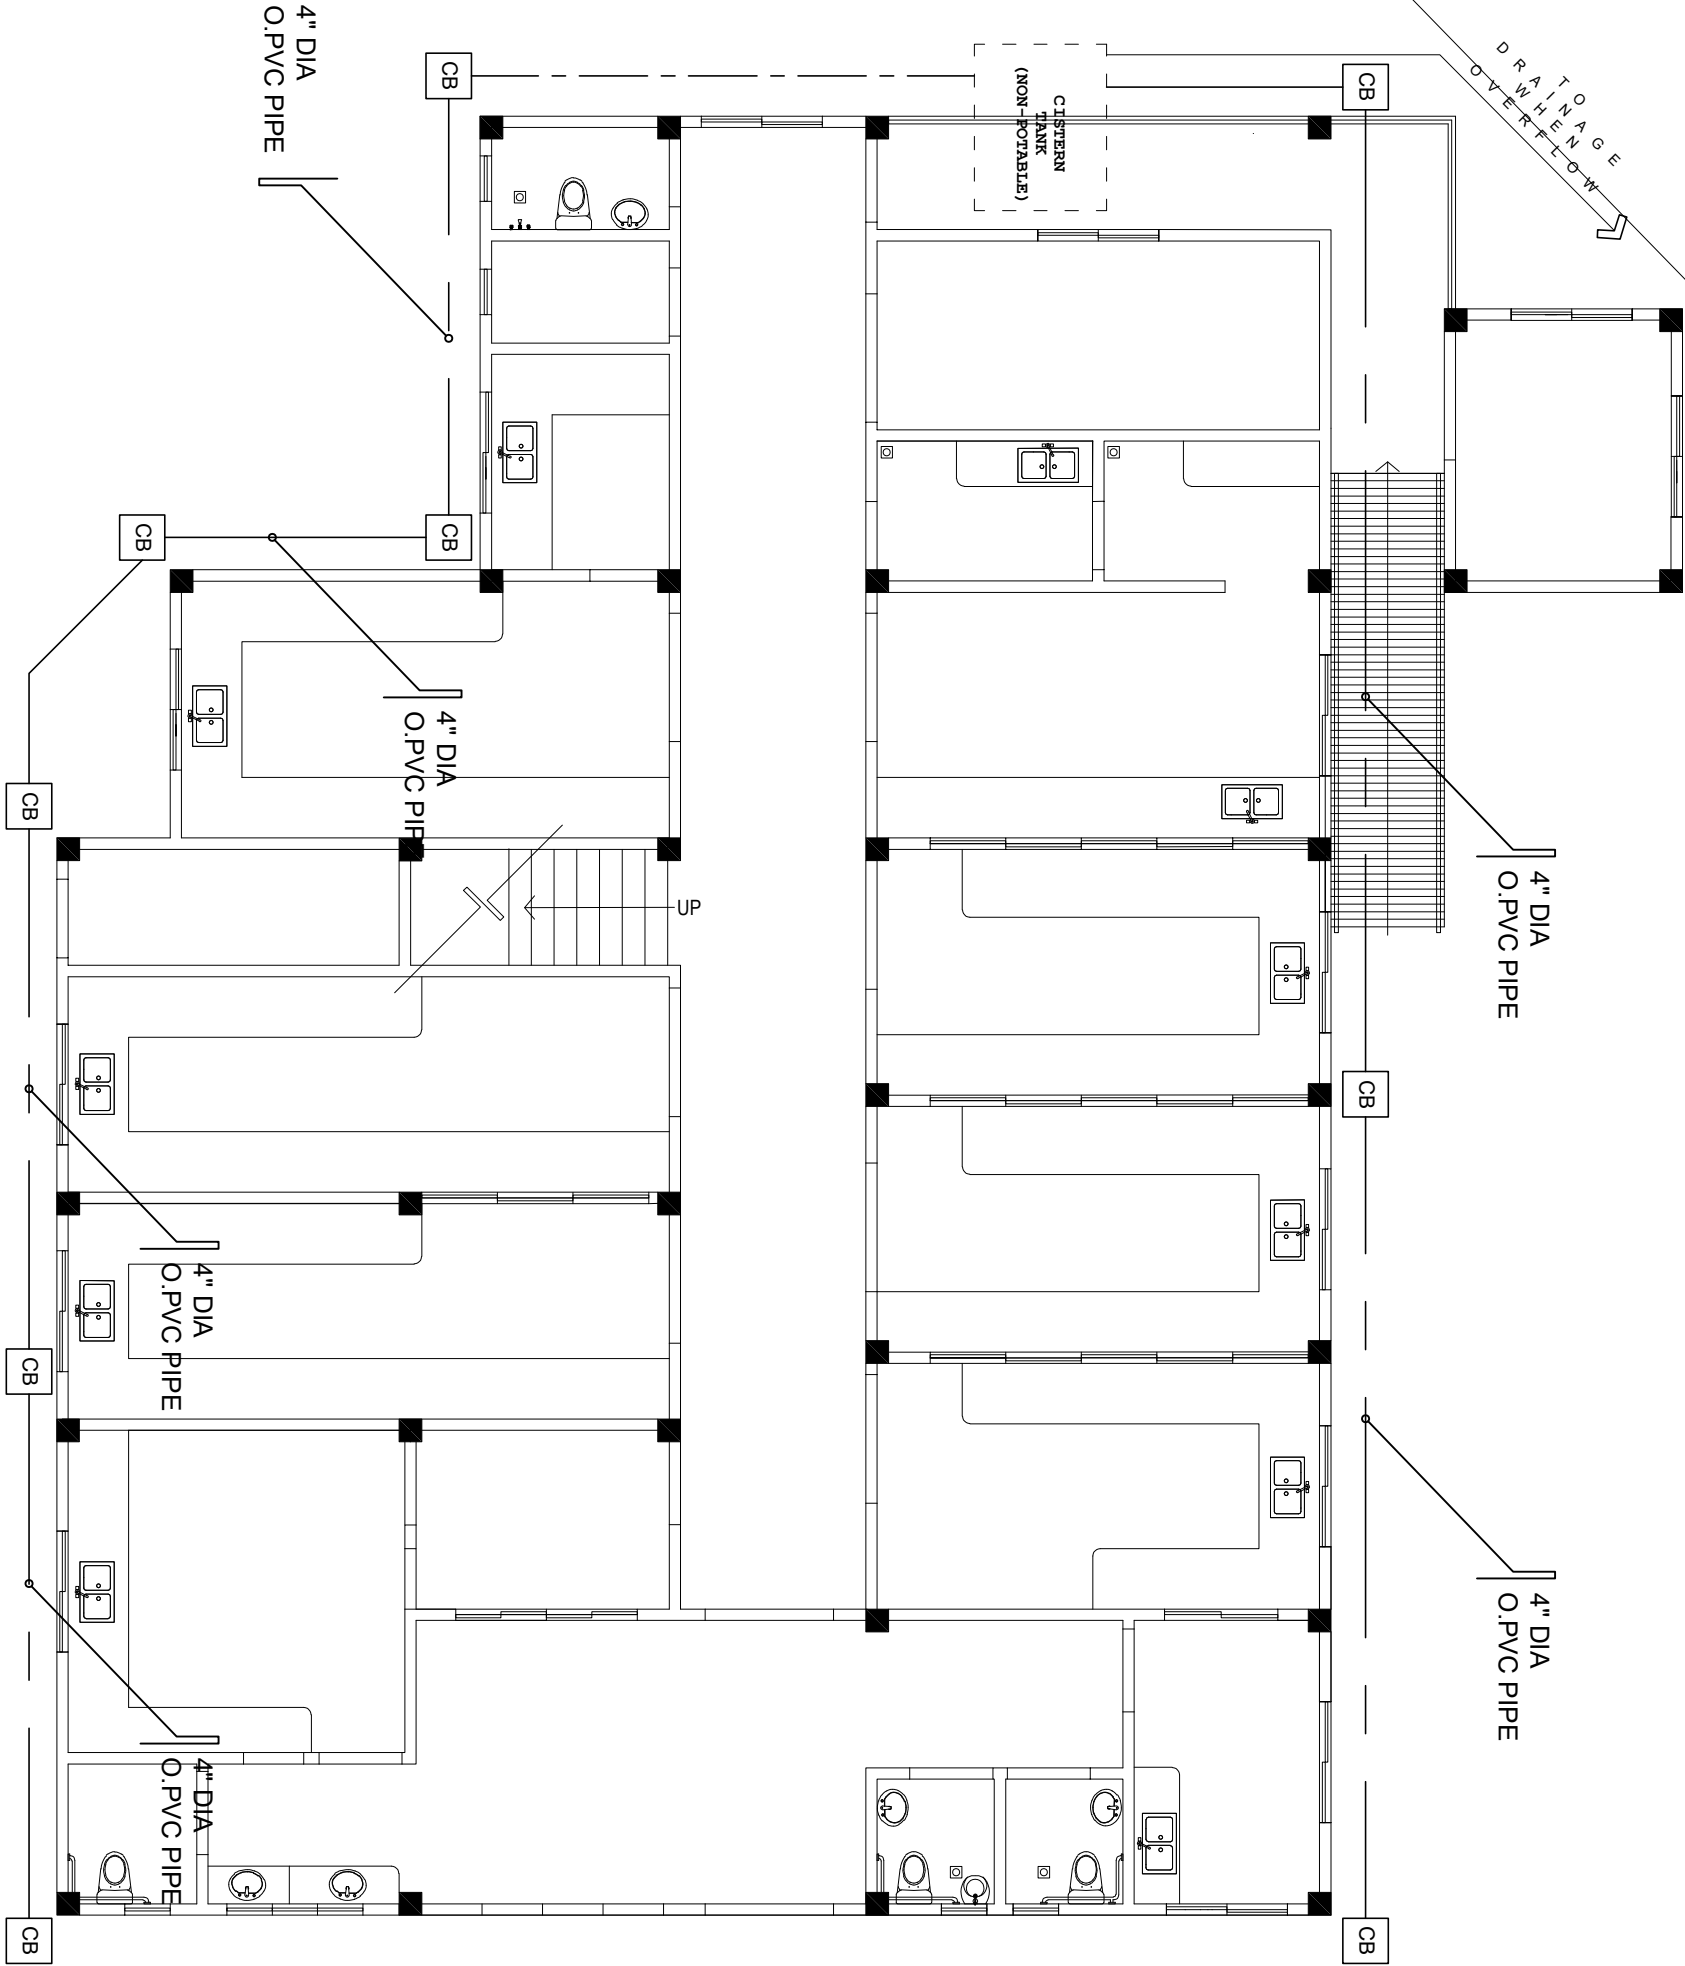 4" DIA
O.PVC PIPE
CB
CISTERN
TANK
(NON-POTABLE)
CB
TO
DRAINAGE
WHEN
OVERFLOW
CB
CB
4" DIA
O.PVC PIPE
CB
UP
4" DIA
O.PVC PIPE
CB
4" DIA
O.PVC PIPE
CB
4" DIA
O.PVC PIPE
4" DIA
O.PVC PIPE
CB
CB